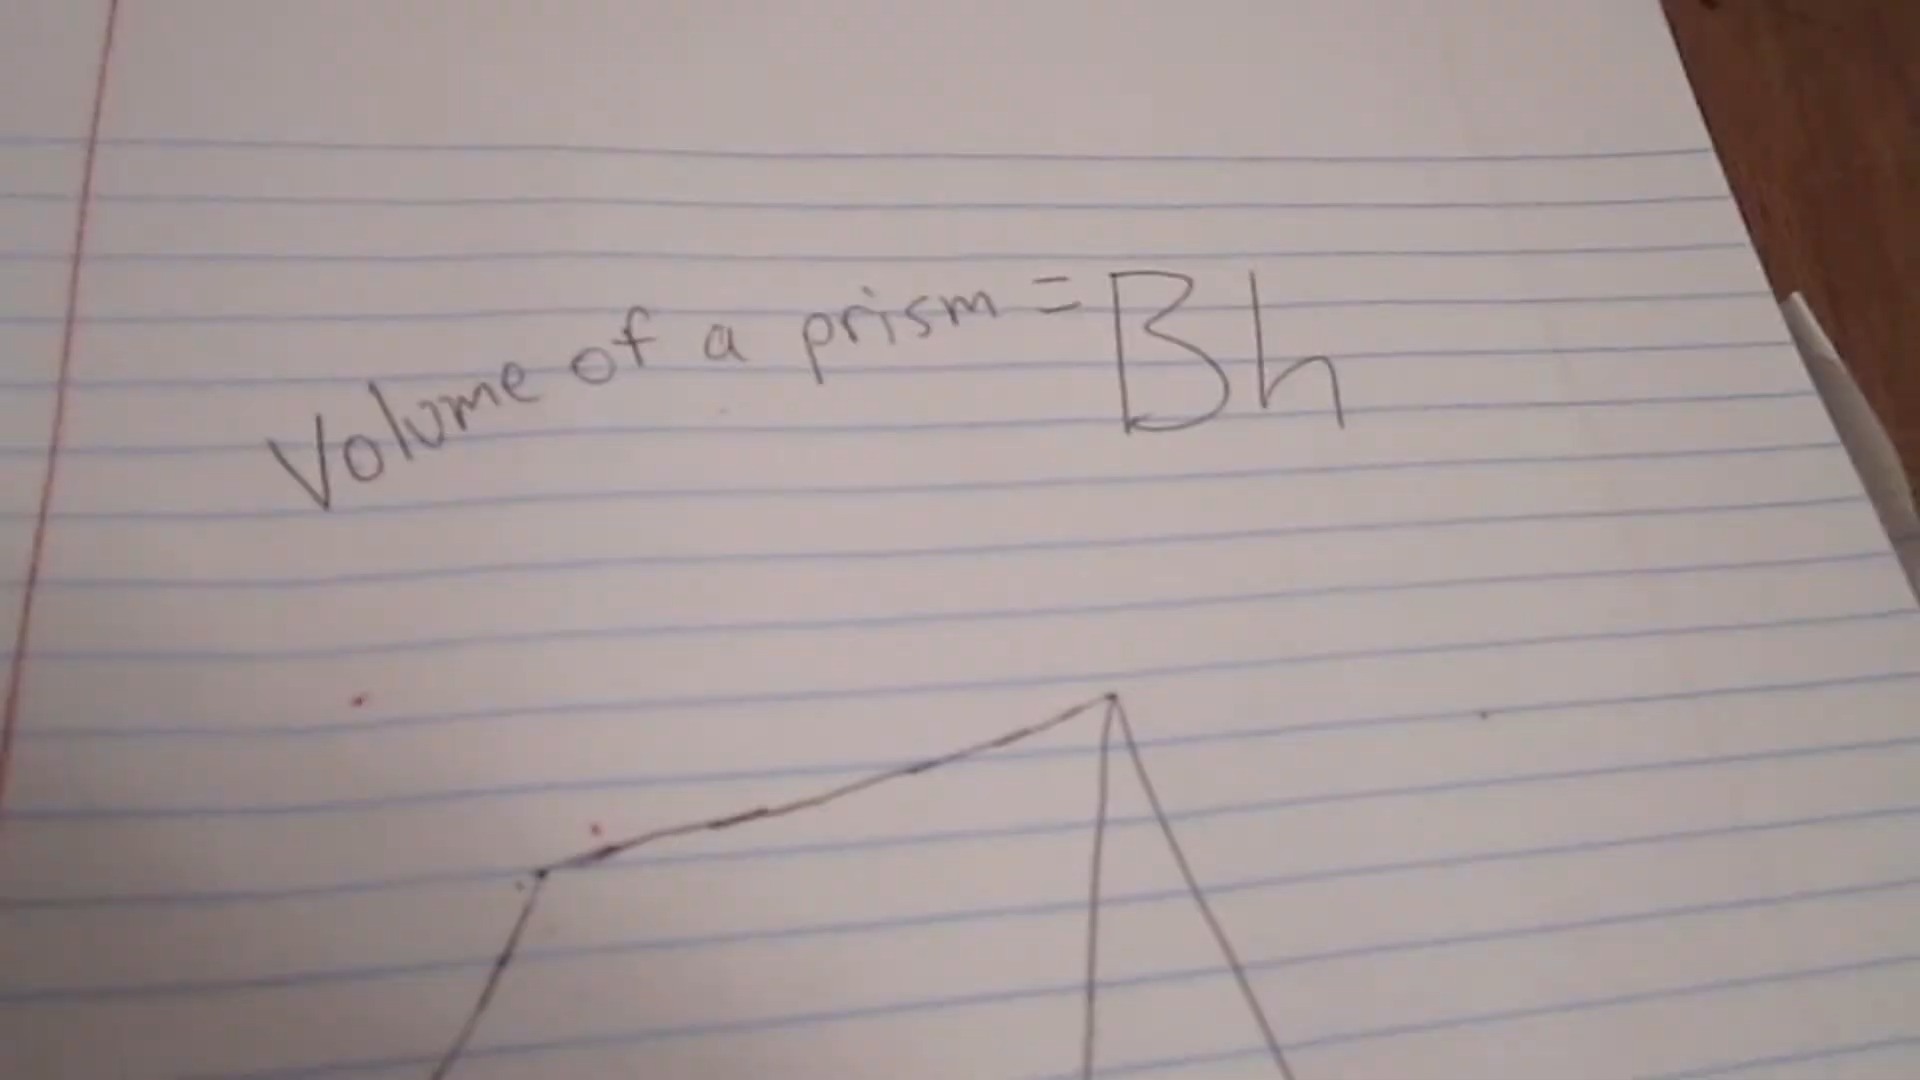 Volume of a prism = Bh